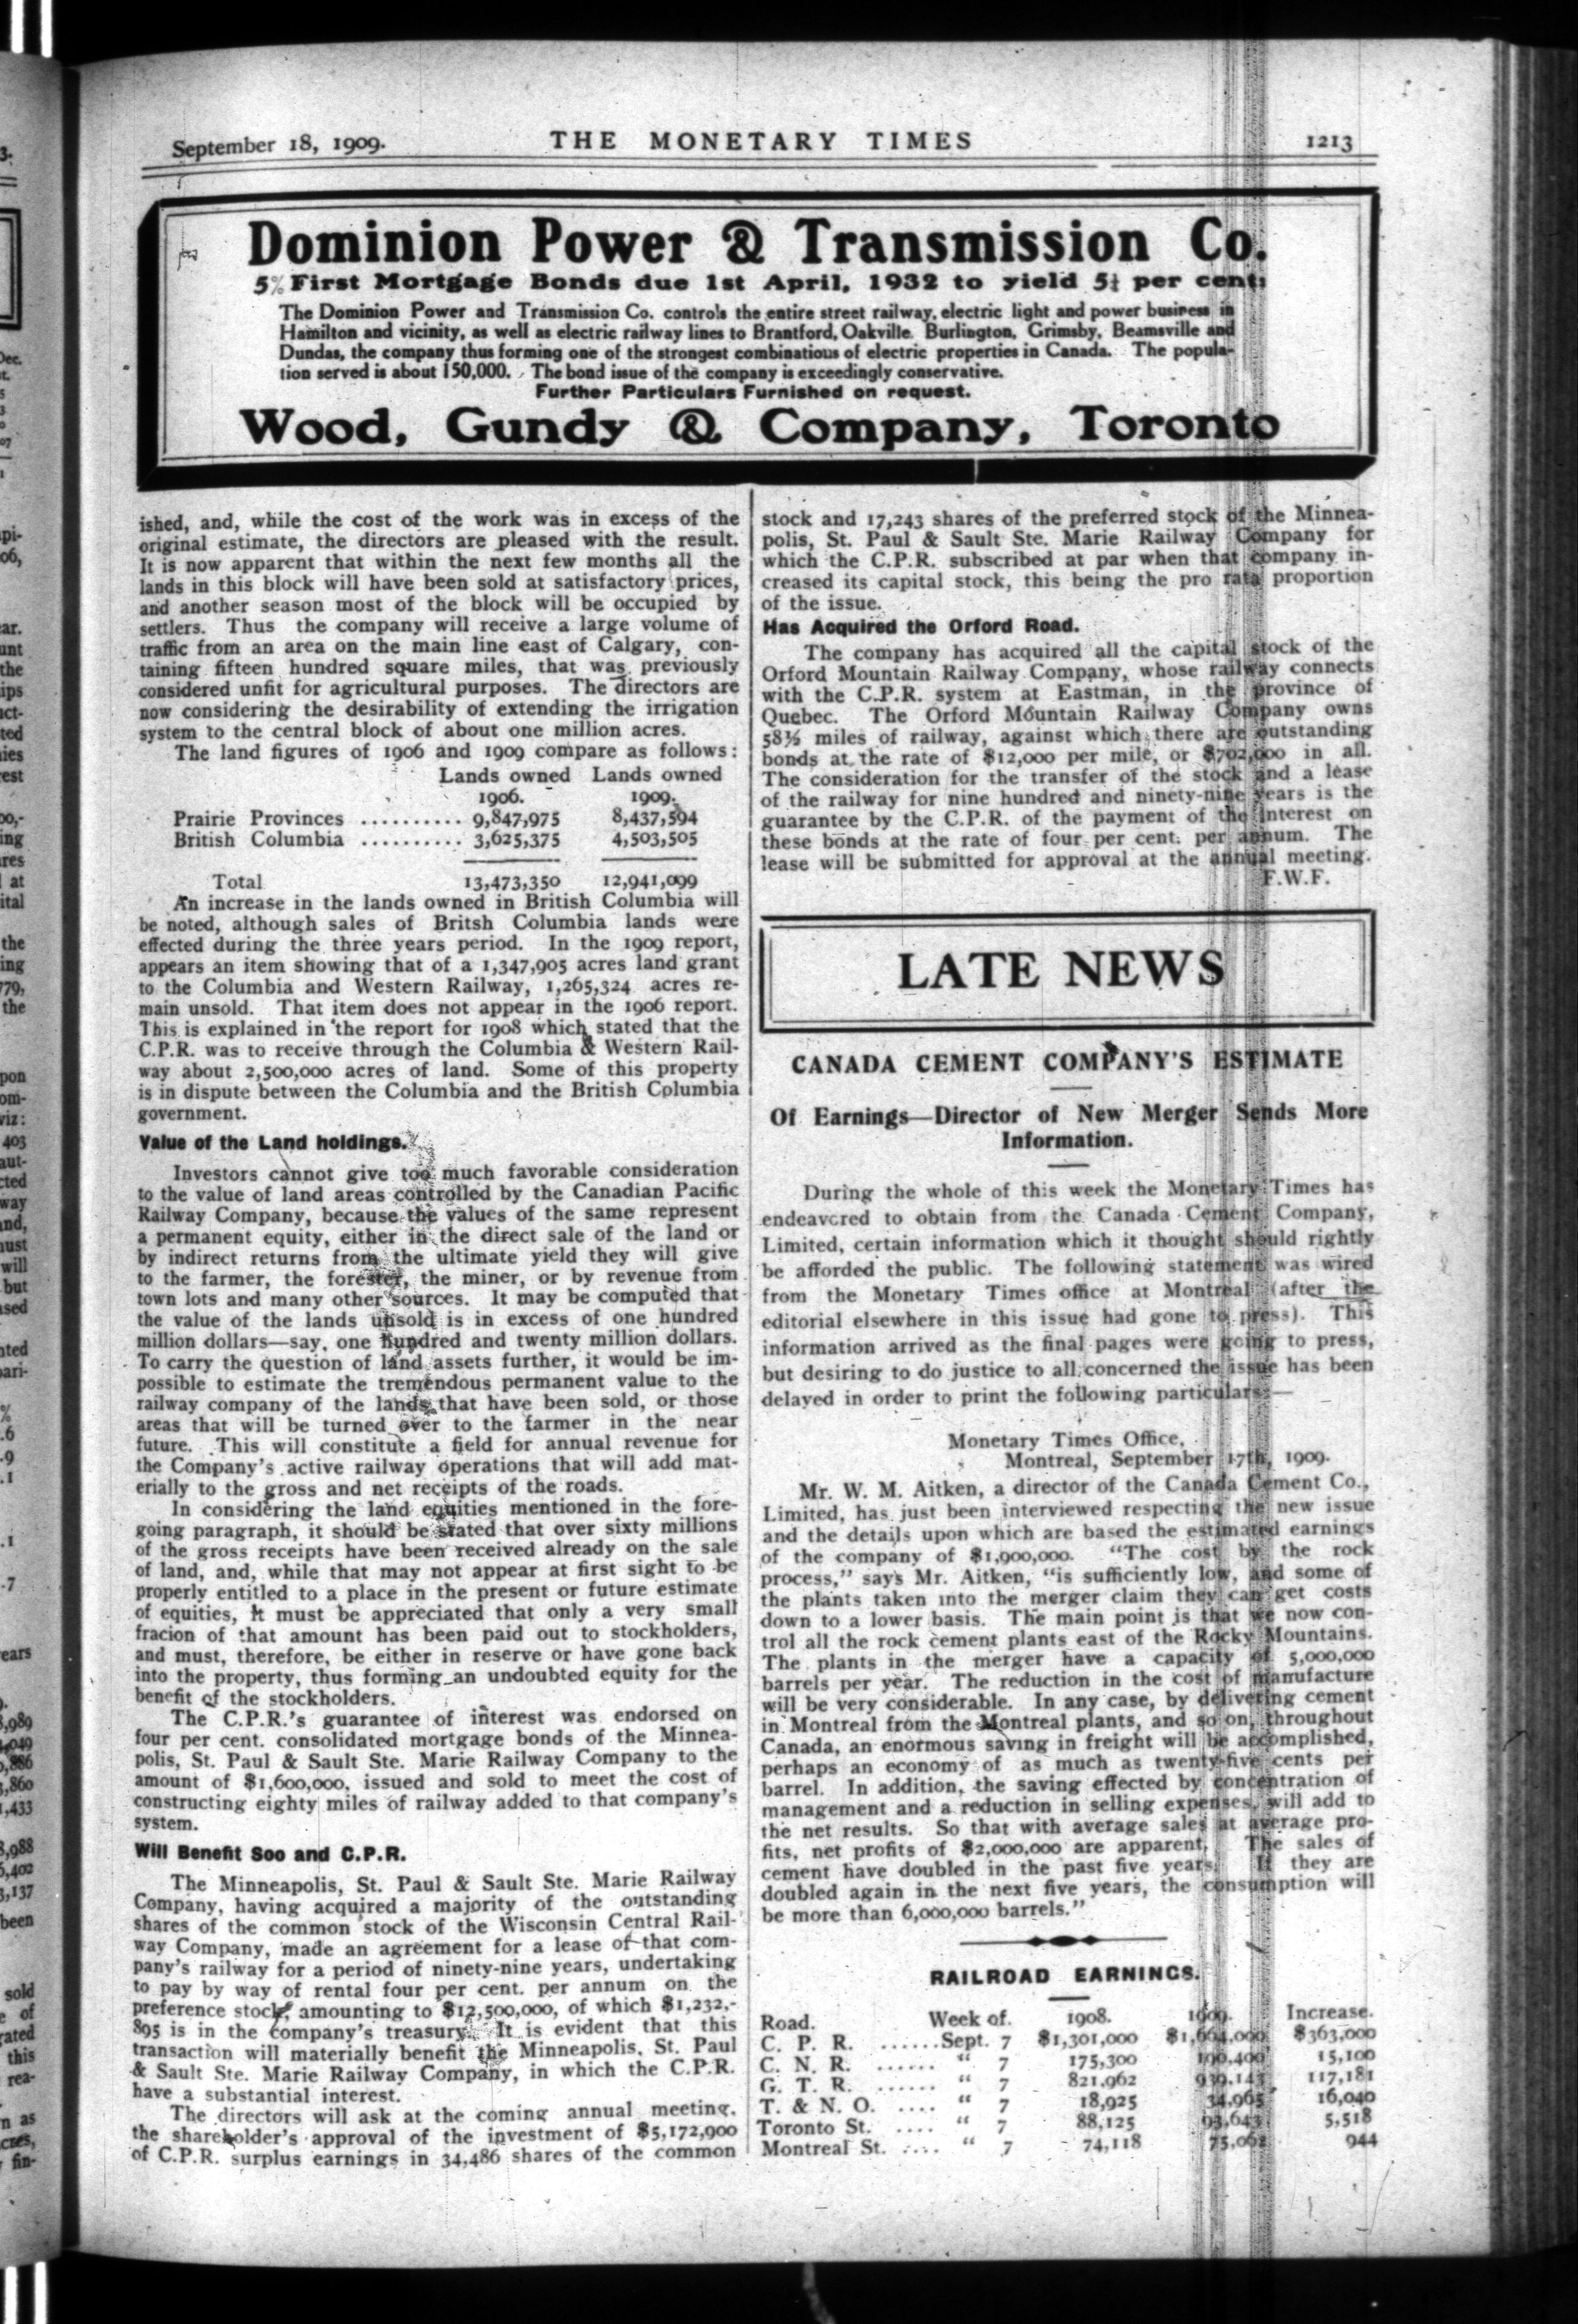 September 18, 1909.
THE MONETARY TIMES
1213
Dominion Power & Transmission Co.
5% First Mortgage Bonds due 1st April, 1932 to yield 5¼ per cent:
The Dominion Power and Transmission Co. controls the entire street railway, electric light and power business in
Hamilton and vicinity, as well as electric railway lines to Brantford, Oakville, Burlington, Grimsby, Beamsville and
Dundas, the company thus forming one of the strongest combinations of electric properties in Canada. The popula-
tion served is about 150,000. The bond issue of the company is exceedingly conservative.
Further Particulars Furnished on request.
Wood, Gundy & Company, Toronto
ished, and, while the cost of the work was in excess of the
original estimate, the directors are pleased with the result.
It is now apparent that within the next few months all the
lands in this block will have been sold at satisfactory prices,
and another season most of the block will be occupied by
settlers. Thus the company will receive a large volume of
traffic from an area on the main line east of Calgary, con-
taining fifteen hundred square miles, that was previously
considered unfit for agricultural purposes. The directors are
now considering the desirability of extending the irrigation
system to the central block of about one million acres.
The land figures of 1906 and 1909 compare as follows:
Lands owned Lands owned
1906. 1909.
Prairie Provinces .......... 9,847,975 8,437,594
British Columbia .......... 3,625,375 4,503,505
Total 13,473,350 12,941,099
An increase in the lands owned in British Columbia will
be noted, although sales of Britsh Columbia lands were
effected during the three years period. In the 1909 report,
appears an item showing that of a 1,347,905 acres land grant
to the Columbia and Western Railway, 1,265,324 acres re-
main unsold. That item does not appear in the 1906 report.
This is explained in the report for 1908 which stated that the
C.P.R. was to receive through the Columbia & Western Rail-
way about 2,500,000 acres of land. Some of this property
is in dispute between the Columbia and the British Columbia
government.
Value of the Land holdings.
Investors cannot give too much favorable consideration
to the value of land areas controlled by the Canadian Pacific
Railway Company, because the values of the same represent
a permanent equity, either in the direct sale of the land or
by indirect returns from the ultimate yield they will give
to the farmer, the forester, the miner, or by revenue from
town lots and many other sources. It may be computed that
the value of the lands unsold is in excess of one hundred
million dollars—say, one hundred and twenty million dollars.
To carry the question of land assets further, it would be im-
possible to estimate the tremendous permanent value to the
railway company of the lands that have been sold, or those
areas that will be turned over to the farmer in the near
future. This will constitute a field for annual revenue for
the Company's active railway operations that will add mat-
erially to the gross and net receipts of the roads.
In considering the land equities mentioned in the fore-
going paragraph, it should be stated that over sixty millions
of the gross receipts have been received already on the sale
of land, and, while that may not appear at first sight to be
properly entitled to a place in the present or future estimate
of equities, it must be appreciated that only a very small
fracion of that amount has been paid out to stockholders,
and must, therefore, be either in reserve or have gone back
into the property, thus forming an undoubted equity for the
benefit of the stockholders.
The C.P.R.'s guarantee of interest was endorsed on
four per cent. consolidated mortgage bonds of the Minnea-
polis, St. Paul & Sault Ste. Marie Railway Company to the
amount of $1,600,000, issued and sold to meet the cost of
constructing eighty miles of railway added to that company's
system.
Will Benefit Soo and C.P.R.
The Minneapolis, St. Paul & Sault Ste. Marie Railway
Company, having acquired a majority of the outstanding
shares of the common stock of the Wisconsin Central Rail-
way Company, made an agreement for a lease of that com-
pany's railway for a period of ninety-nine years, undertaking
to pay by way of rental four per cent. per annum on the
preference stock, amounting to $12,500,000, of which $1,232,-
895 is in the company's treasury. It is evident that this
transaction will materially benefit the Minneapolis, St. Paul
& Sault Ste. Marie Railway Company, in which the C.P.R.
have a substantial interest.
The directors will ask at the coming annual meeting,
the shareholder's approval of the investment of $5,172,900
of C.P.R. surplus earnings in 34,486 shares of the common
stock and 17,243 shares of the preferred stock of the Minnea-
polis, St. Paul & Sault Ste. Marie Railway Company for
which the C.P.R. subscribed at par when that company in-
creased its capital stock, this being the pro rata proportion
of the issue.
Has Acquired the Orford Road.
The company has acquired all the capital stock of the
Orford Mountain Railway Company, whose railway connects
with the C.P.R. system at Eastman, in the province of
Quebec. The Orford Mountain Railway Company owns
58½ miles of railway, against which there are outstanding
bonds at the rate of $12,000 per mile, or $702,000 in all.
The consideration for the transfer of the stock and a lease
of the railway for nine hundred and ninety-nine years is the
guarantee by the C.P.R. of the payment of the interest on
these bonds at the rate of four per cent. per annum. The
lease will be submitted for approval at the annual meeting.
F.W.F.
LATE NEWS
CANADA CEMENT COMPANY'S ESTIMATE
Of Earnings—Director of New Merger Sends More
Information.
During the whole of this week the Monetary Times has
endeavored to obtain from the Canada Cement Company,
Limited, certain information which it thought should rightly
be afforded the public. The following statement was wired
from the Monetary Times office at Montreal (after the
editorial elsewhere in this issue had gone to press). This
information arrived as the final pages were going to press,
but desiring to do justice to all concerned the issue has been
delayed in order to print the following particulars:—
Monetary Times Office,
Montreal, September 17th, 1909.
Mr. W. M. Aitken, a director of the Canada Cement Co.,
Limited, has just been interviewed respecting the new issue
and the details upon which are based the estimated earnings
of the company of $1,900,000. "The cost by the rock
process," says Mr. Aitken, "is sufficiently low, and some of
the plants taken into the merger claim they can get costs
down to a lower basis. The main point is that we now con-
trol all the rock cement plants east of the Rocky Mountains.
The plants in the merger have a capacity of 5,000,000
barrels per year. The reduction in the cost of manufacture
will be very considerable. In any case, by delivering cement
in Montreal from the Montreal plants, and so on, throughout
Canada, an enormous saving in freight will be accomplished,
perhaps an economy of as much as twenty-five cents per
barrel. In addition, the saving effected by concentration of
management and a reduction in selling expenses, will add to
the net results. So that with average sales at average pro-
fits, net profits of $2,000,000 are apparent. The sales of
cement have doubled in the past five years. If they are
doubled again in the next five years, the consumption will
be more than 6,000,000 barrels."
RAILROAD EARNINGS.
Road. Week of. 1908. 1909. Increase.
C. P. R. ......Sept. 7 $1,301,000 $1,664,000 $363,000
C. N. R. ...... " 7 175,300 190,400 15,100
G. T. R. ...... " 7 821,962 939,143 117,181
T. & N. O. .... " 7 18,925 34,965 16,040
Toronto St. .... " 7 88,125 93,643 5,518
Montreal St. .... " 7 74,118 75,062 944